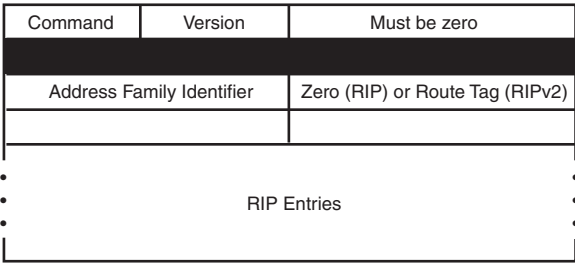 Command Version Must be zero
Address Family Identifier Zero (RIP) or Route Tag (RIPv2)
RIP Entries